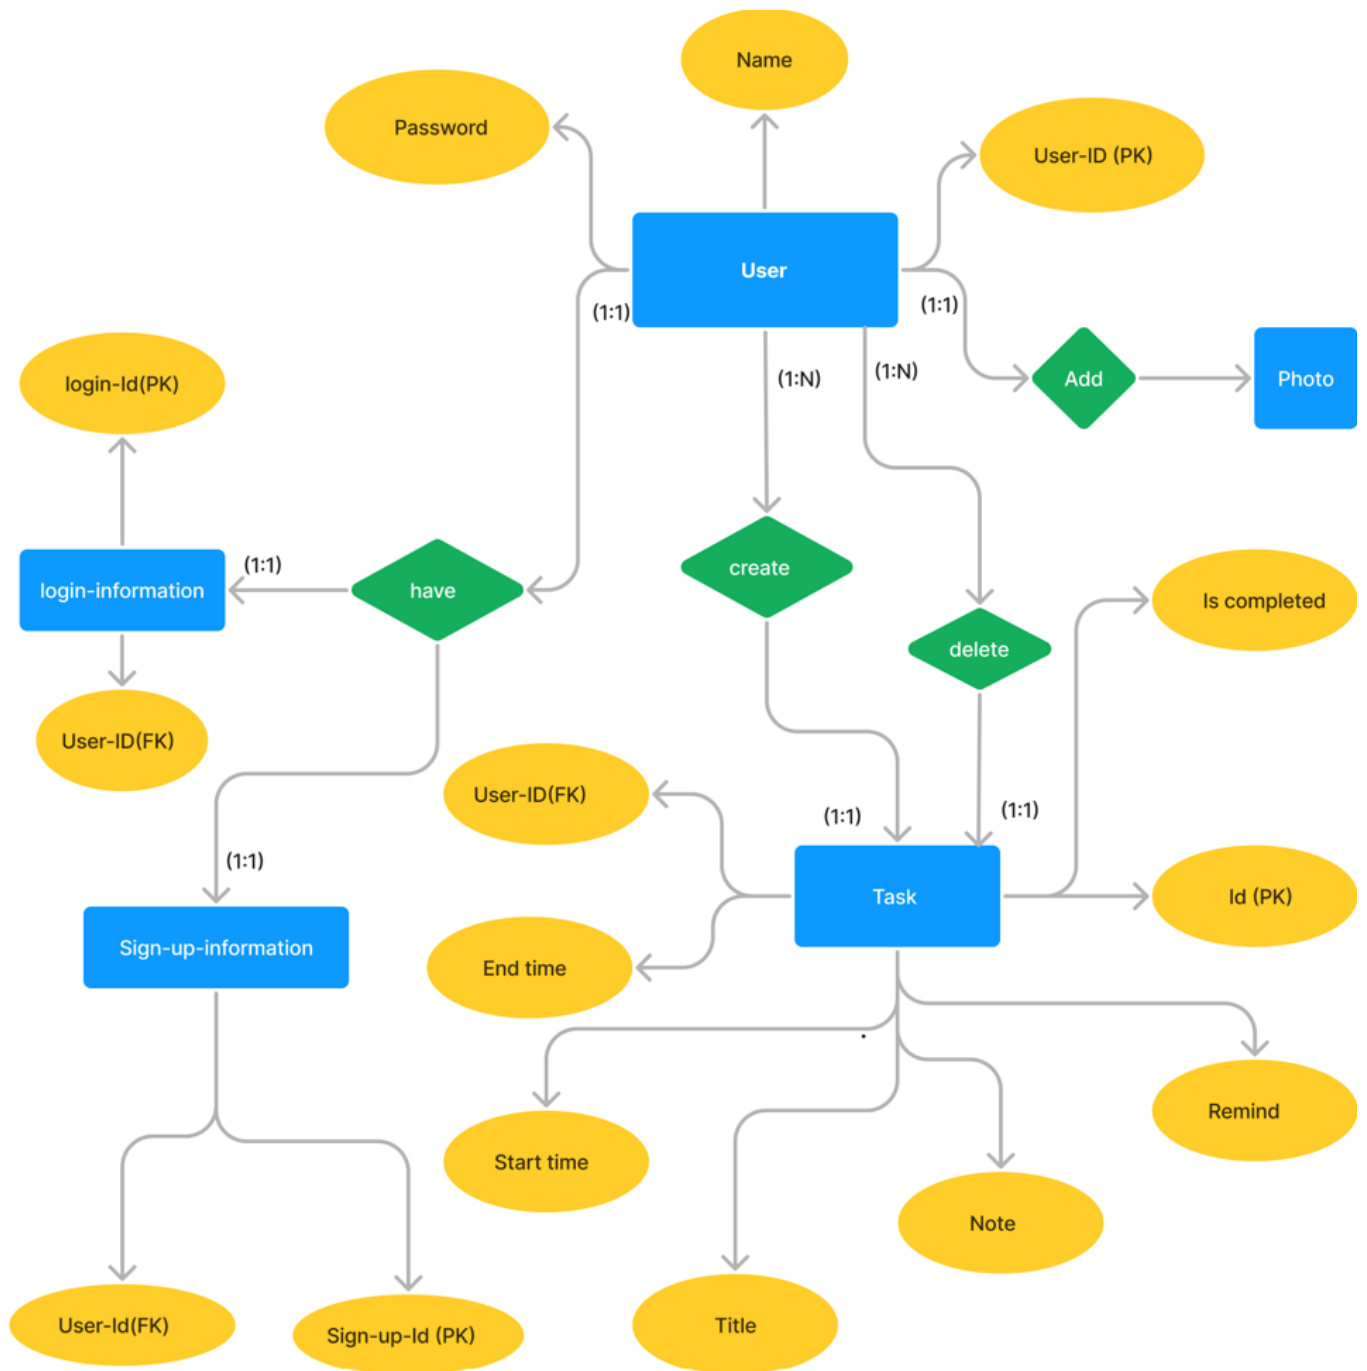 Name
Password
User-ID (PK)
User
(1:1)
(1:1)
login-Id(PK)
(1:N)
(1:N)
Add
Photo
create
(1:1)
login-information
have
Is completed
delete
User-ID(FK)
User-ID(FK)
(1:1)
(1:1)
(1:1)
Task
Id (PK)
Sign-up-information
End time
Remind
Start time
Note
User-Id(FK)
Sign-up-Id (PK)
Title